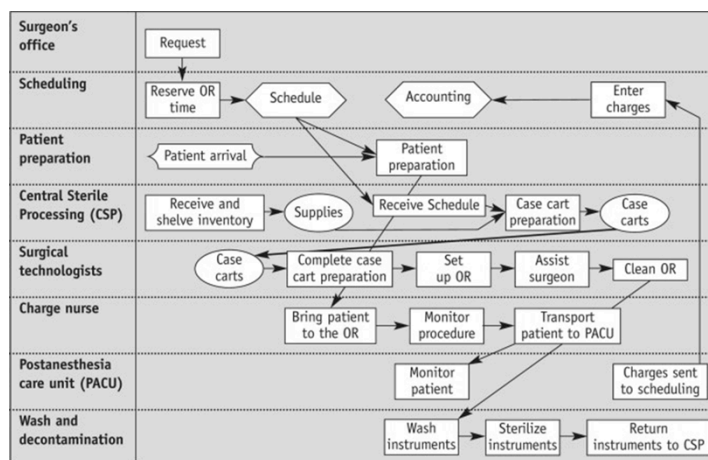 Surgeon's
office
Request
Scheduling
Reserve OR
time
Schedule
Accounting
Enter
charges
Patient
preparation
Patient arrival
Patient
preparation
Central Sterile
Processing (CSP)
Receive and
shelve inventory
Supplies
Receive Schedule
Case cart
preparation
Case
carts
Surgical
technologists
Case
carts
Complete case
cart preparation
Set
up OR
Assist
surgeon
Clean OR
Charge nurse
Bring patient
to the OR
Monitor
procedure
Transport
patient to PACU
Postanesthesia
care unit (PACU)
Monitor
patient
Charges sent
to scheduling
Wash and
decontamination
Wash
instruments
Sterilize
instruments
Return
instruments to CSP